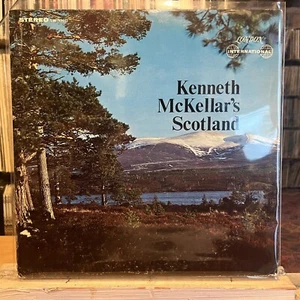 STEREO
LONDON
INTERNATIONAL
Kenneth
McKellar's
Scotland